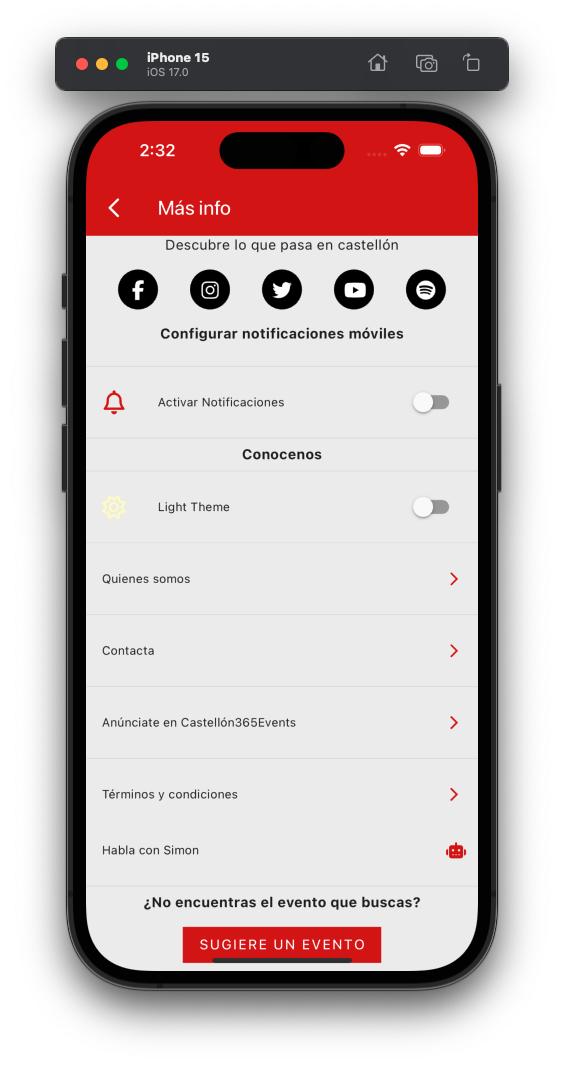 iPhone 15
iOS 17.0
2:32
Más info
Descubre lo que pasa en castellón
Configurar notificaciones móviles
Activar Notificaciones
Conocenos
Light Theme
Quienes somos
Contacta
Anúnciate en Castellón365Events
Términos y condiciones
Habla con Simon
¿No encuentras el evento que buscas?
SUGIERE UN EVENTO